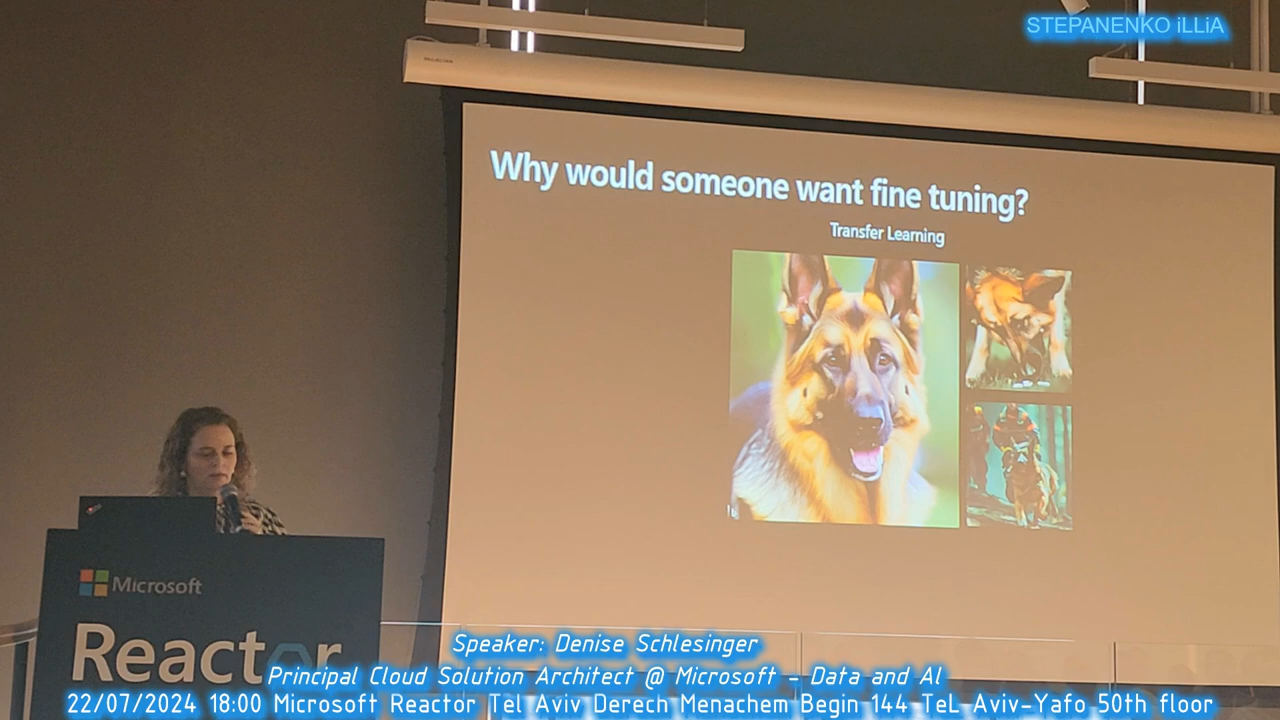 STEPANENKO iLLiA
Why would someone want fine tuning?
Transfer Learning
Microsoft
Reactor
Speaker: Denise Schlesinger
Principal Cloud Solution Architect @ Microsoft - Data and AI
22/07/2024 18:00 Microsoft Reactor Tel Aviv Derech Menachem Begin 144 TeL Aviv-Yafo 50th floor